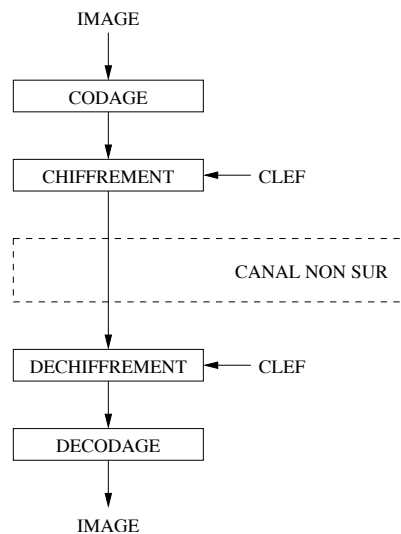 IMAGE
CODAGE
CHIFFREMENT CLEF
CANAL NON SUR
DECHIFFREMENT CLEF
DECODAGE
IMAGE